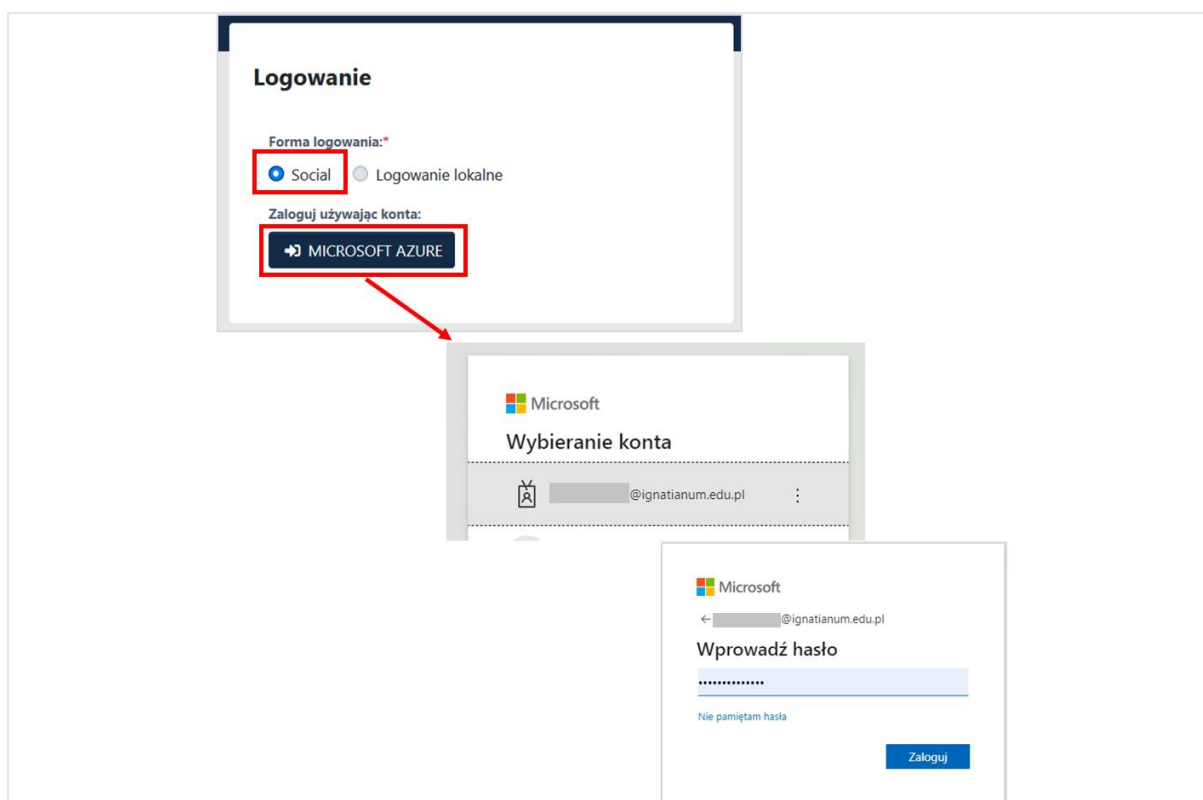 Logowanie
Forma logowania:*
Social Logowanie lokalne
Zaloguj używając konta:
MICROSOFT AZURE
Microsoft
Wybieranie konta
@ignatianum.edu.pl
Microsoft
@ignatianum.edu.pl
Wprowadź hasło
Nie pamiętam hasła
Zaloguj